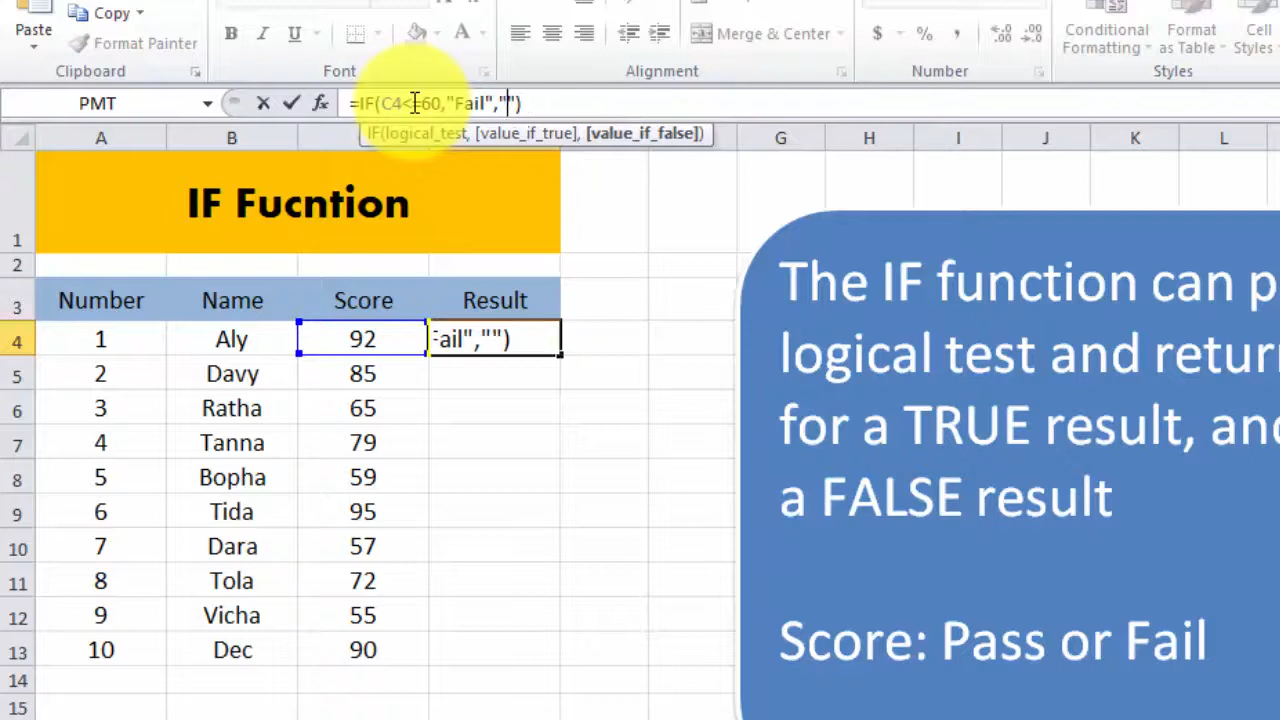 Paste
Copy
Format Painter
Clipboard
B I U
A
Font
Merge & Center
Alignment
$ % ,
Number
Conditional Formatting
Format as Table
Cell Styles
Styles
PMT
fx
=IF(C4<=60,"Fail","")
IF(logical_test, [value_if_true], [value_if_false])
A B G H I J K L
1 IF Fucntion
2
3 Number Name Score Result
4 1 Aly 92 Fail","")
5 2 Davy 85
6 3 Ratha 65
7 4 Tanna 79
8 5 Bopha 59
9 6 Tida 95
10 7 Dara 57
11 8 Tola 72
12 9 Vicha 55
13 10 Dec 90
14
15
The IF function can p
logical test and return
for a TRUE result, and
a FALSE result
Score: Pass or Fail